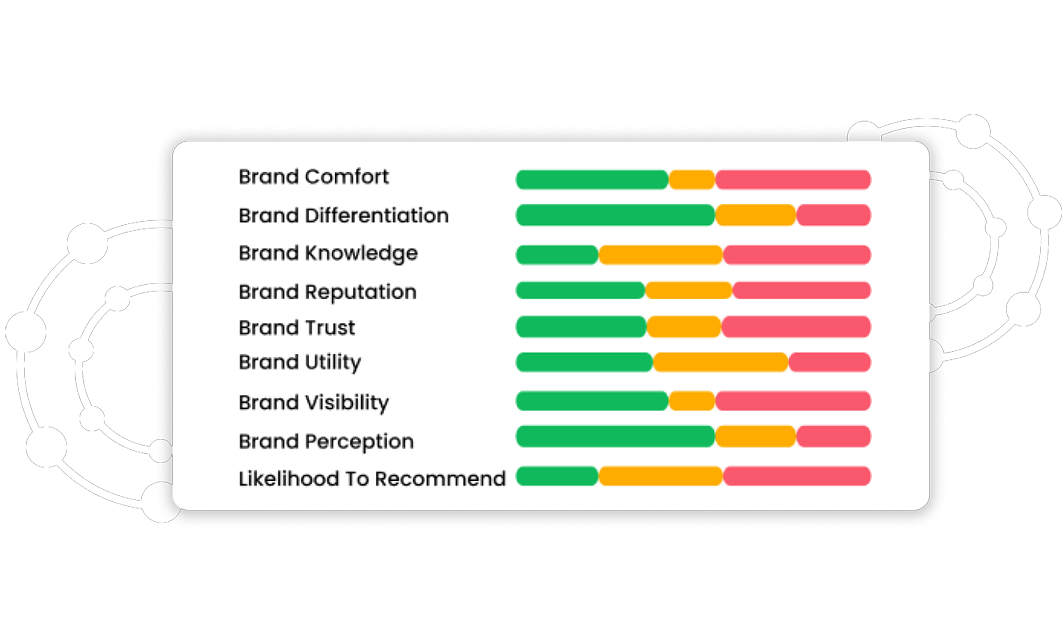 Brand Comfort
Brand Differentiation
Brand Knowledge
Brand Reputation
Brand Trust
Brand Utility
Brand Visibility
Brand Perception
Likelihood To Recommend